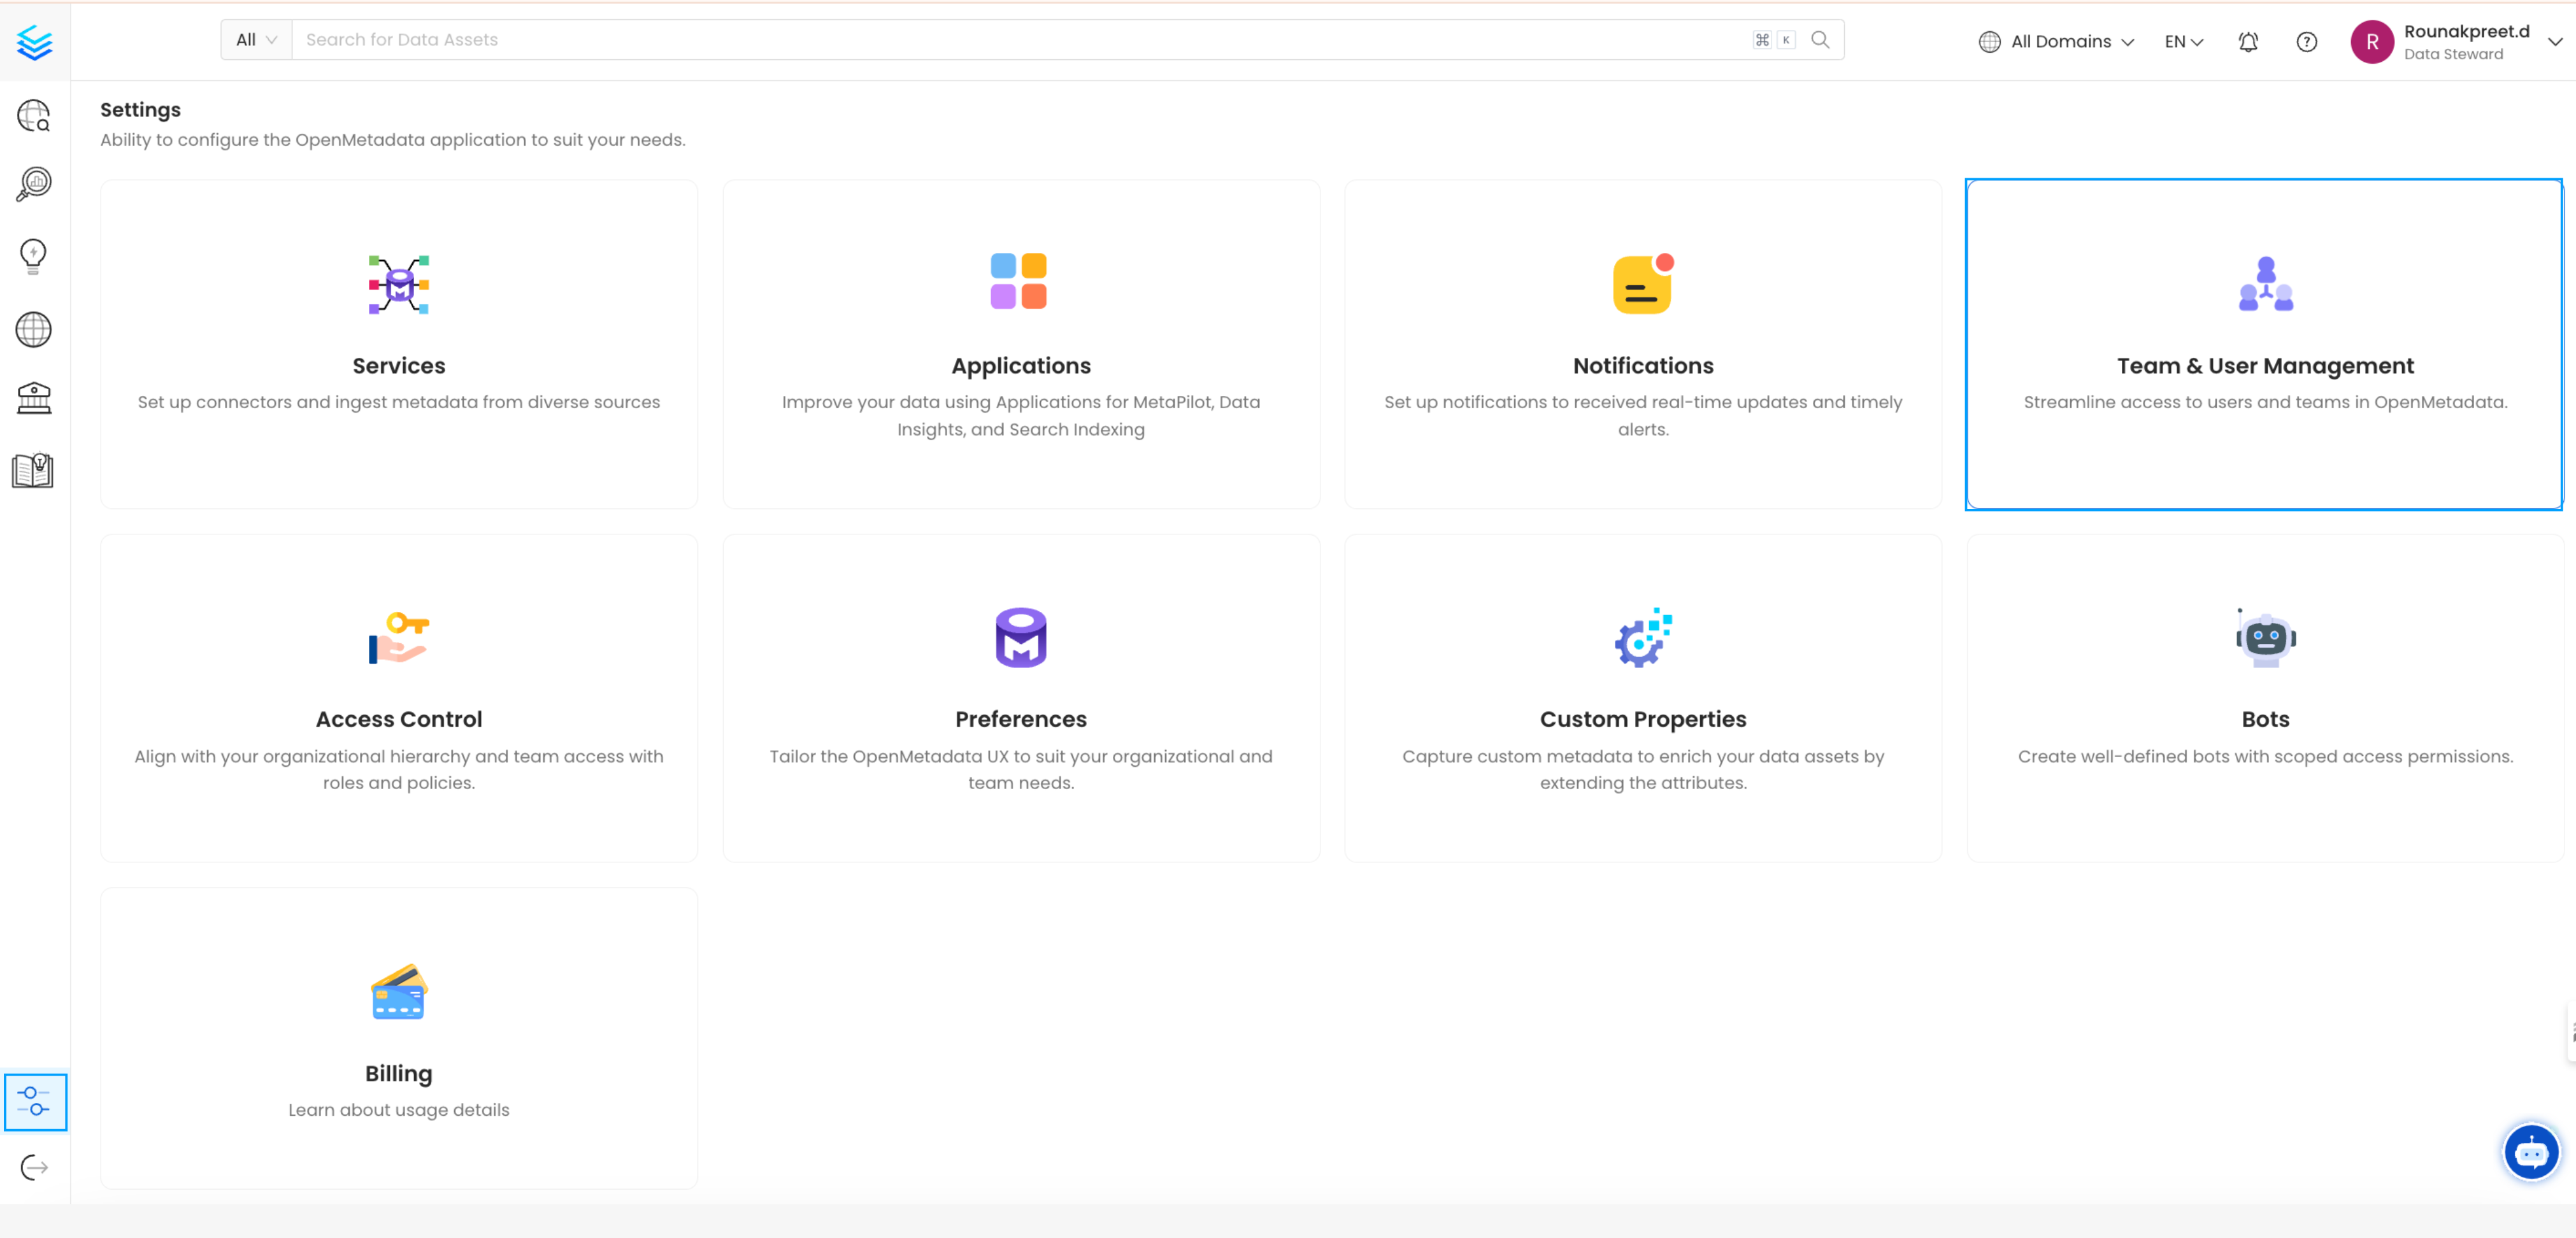 All
Search for Data Assets
⌘ K
All Domains
EN
R
Rounakpreet.d
Data Steward
Settings
Ability to configure the OpenMetadata application to suit your needs.
Services
Set up connectors and ingest metadata from diverse sources
Applications
Improve your data using Applications for MetaPilot, Data
Insights, and Search Indexing
Notifications
Set up notifications to received real-time updates and timely
alerts.
Team & User Management
Streamline access to users and teams in OpenMetadata.
Access Control
Align with your organizational hierarchy and team access with
roles and policies.
Preferences
Tailor the OpenMetadata UX to suit your organizational and
team needs.
Custom Properties
Capture custom metadata to enrich your data assets by
extending the attributes.
Bots
Create well-defined bots with scoped access permissions.
Billing
Learn about usage details